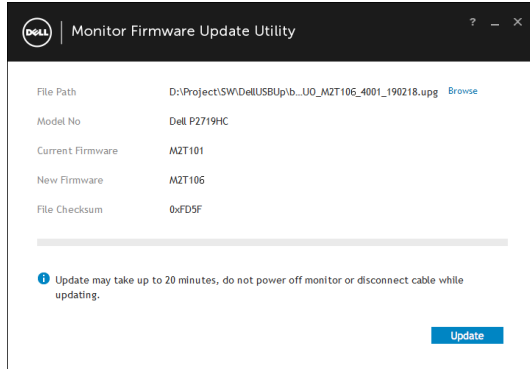 DELL Monitor Firmware Update Utility ? _ ×
File Path D:\Project\SW\DellUSBUp\b...UO_M2T106_4001_190218.upg Browse
Model No Dell P2719HC
Current Firmware M2T101
New Firmware M2T106
File Checksum 0xFD5F
Update may take up to 20 minutes, do not power off monitor or disconnect cable while
updating.
Update